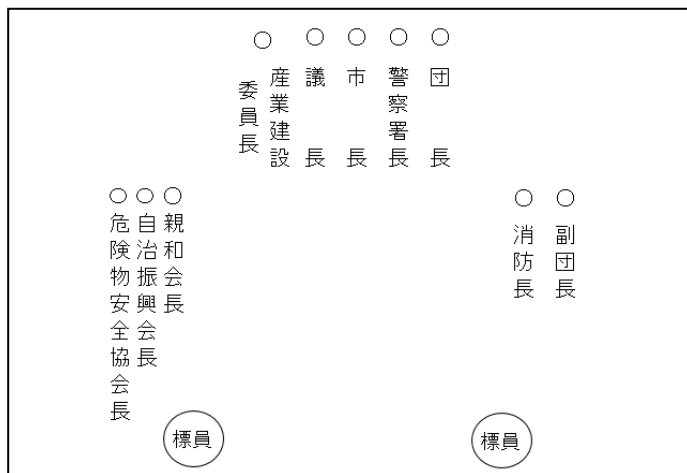 ○ 団長
○ 警察署長
○ 市長
○ 議長
○ 産業建設
委員長
○ 副団長
○ 消防長
○ 親和会長
○ 自治振興会長
○ 危険物安全協会長
標員
標員